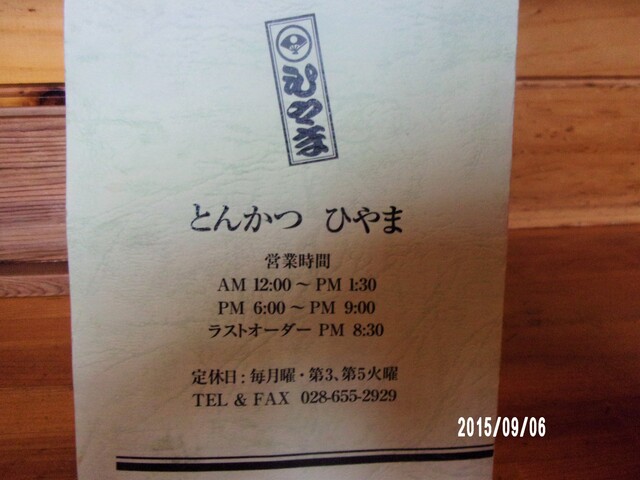 ひやま
とんかつ ひやま
営業時間
AM 12:00～PM 1:30
PM 6:00～PM 9:00
ラストオーダー PM 8:30
定休日：毎月曜・第3、第5火曜
TEL & FAX 028-655-2929
2015/09/06